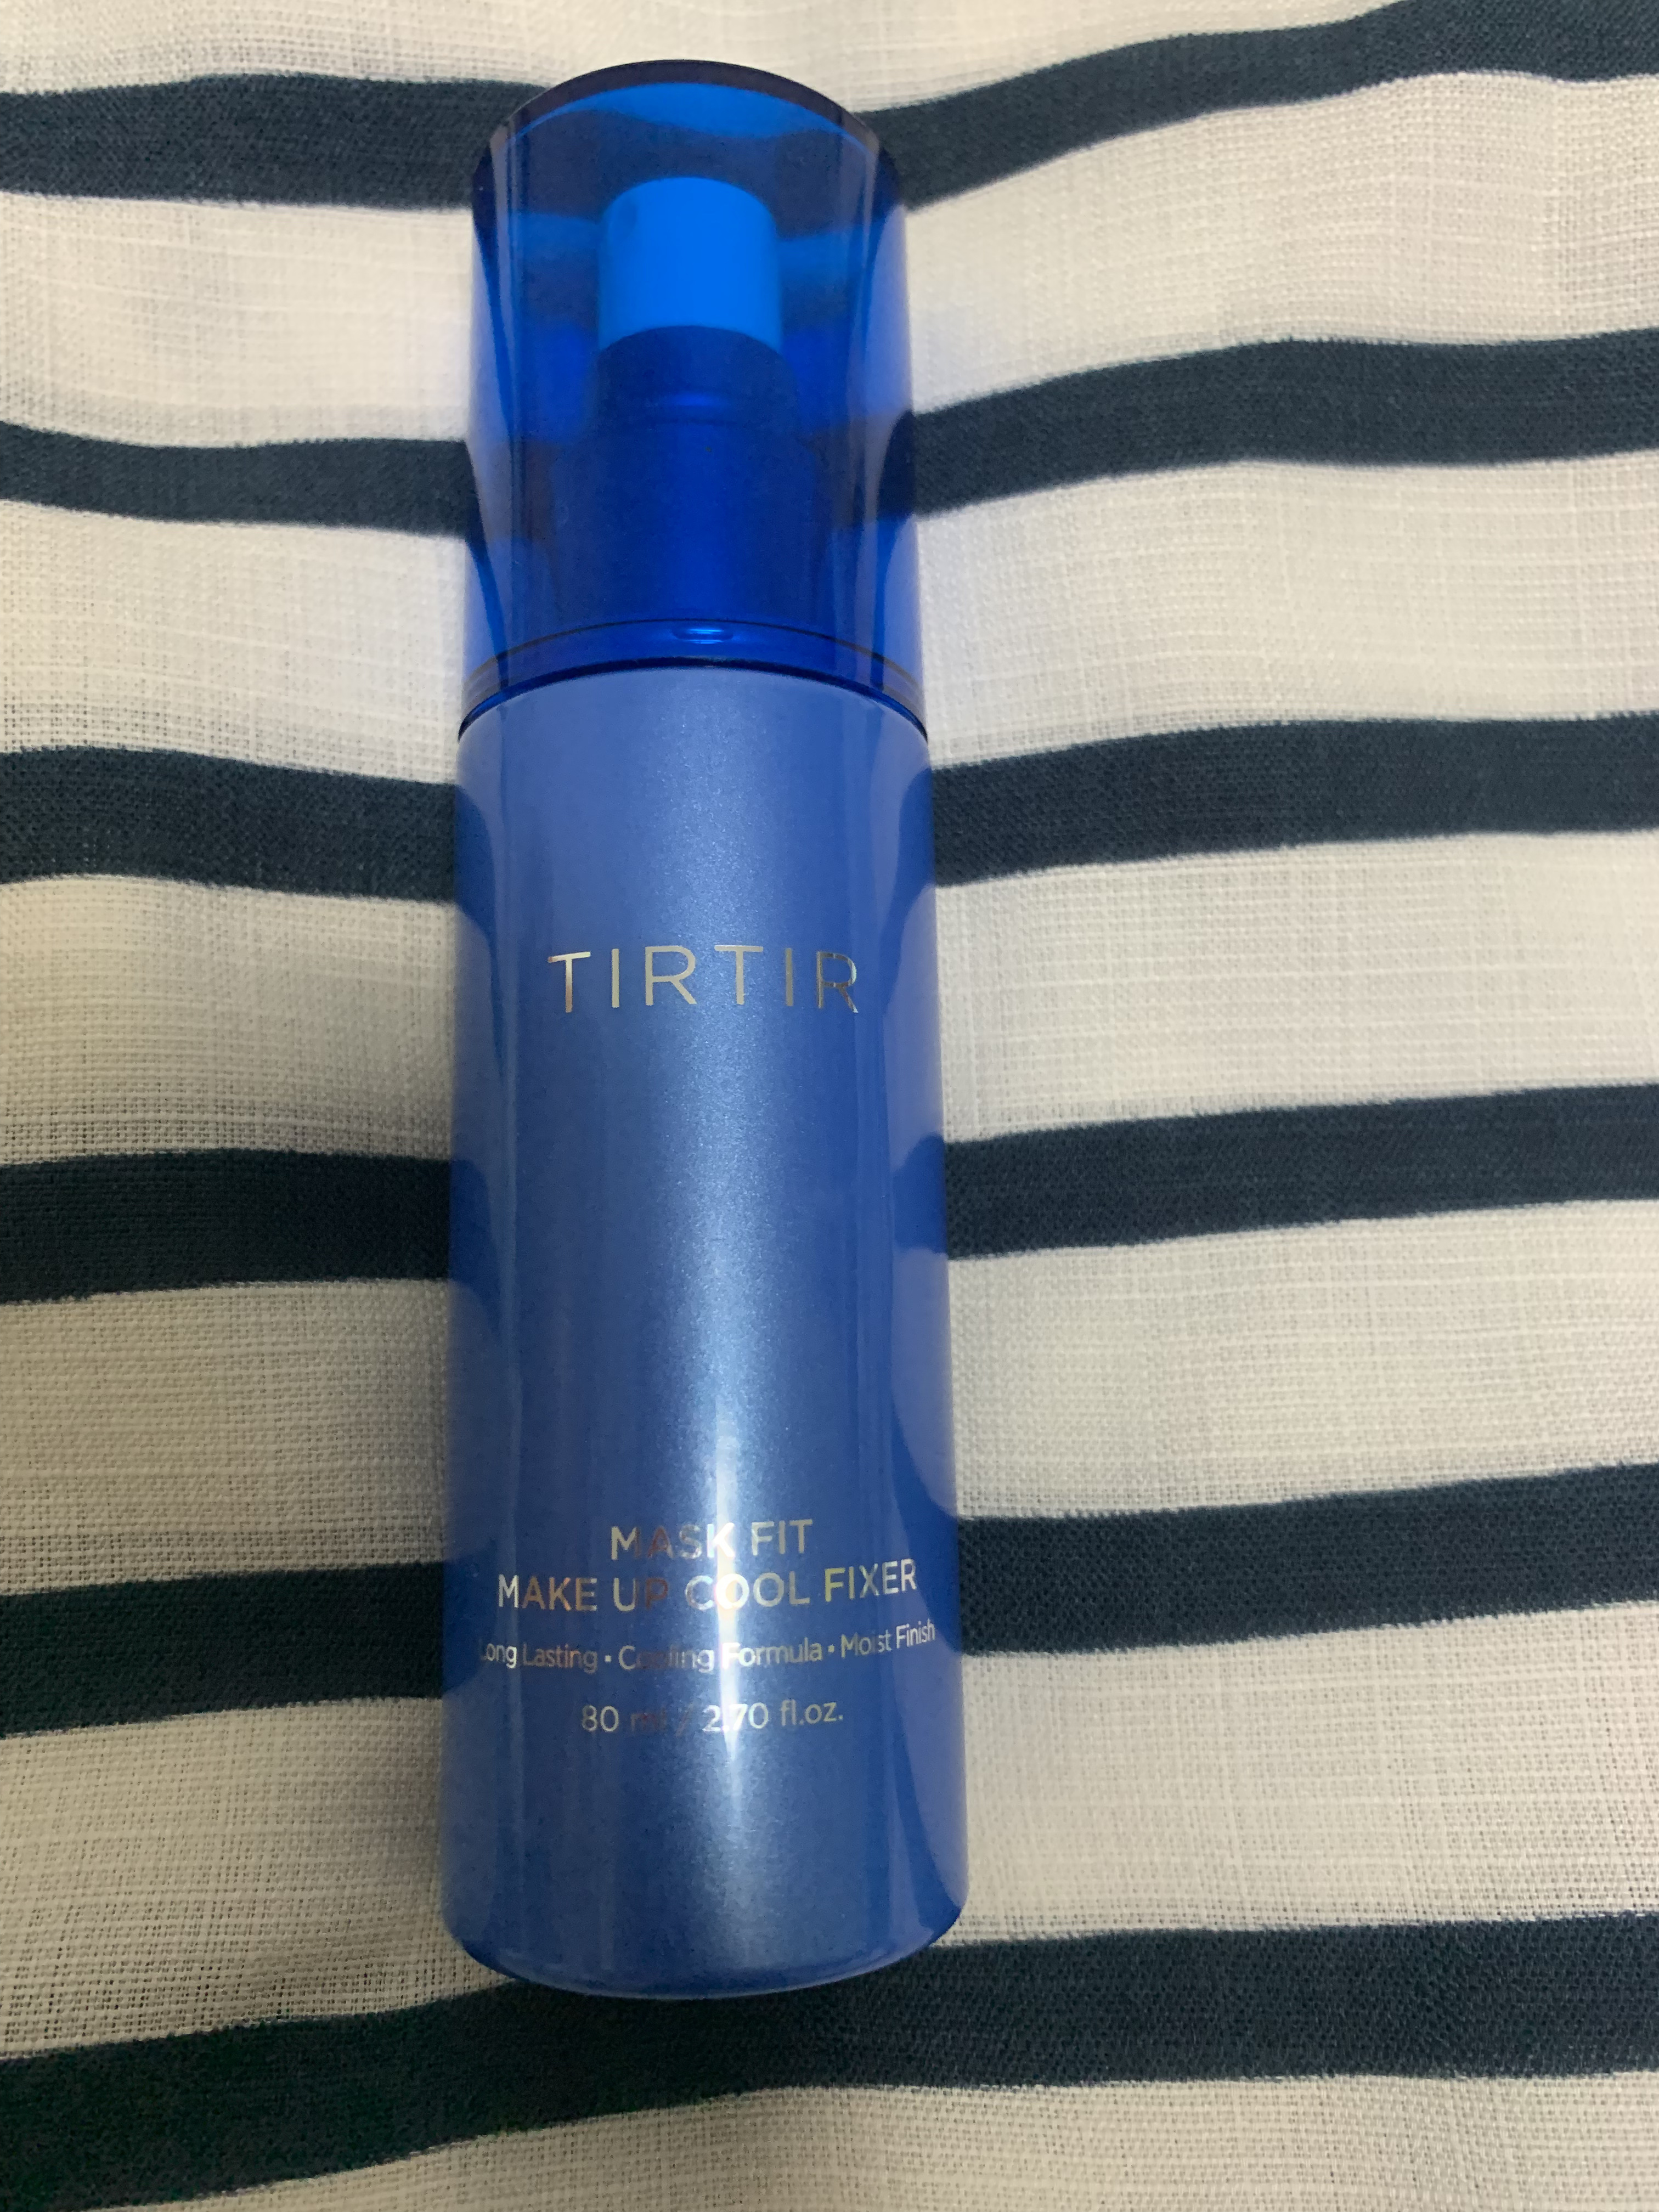 TIRTIR
MASK FIT
MAKE UP COOL FIXER
Long Lasting • Cooling Formula • Moist Finish
80 ml / 2.70 fl.oz.